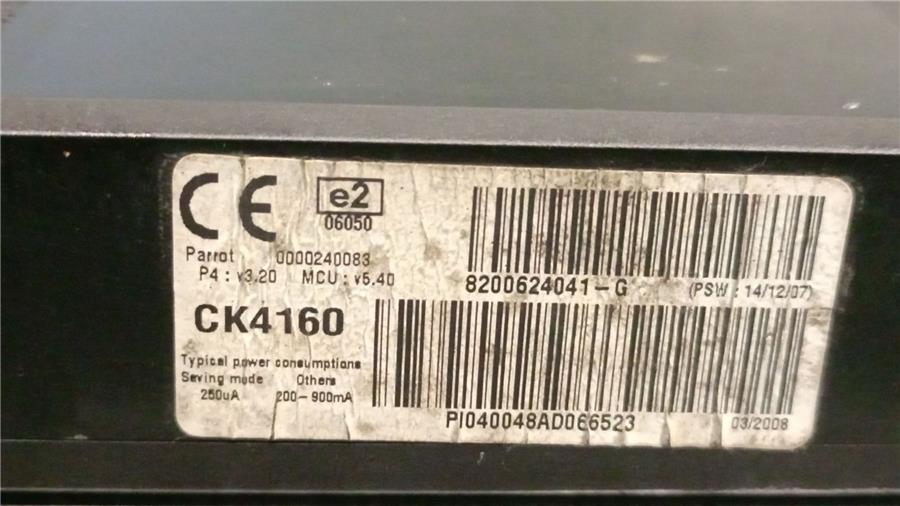 CE e2
06050
Parrot 0000240083
P4 : v3.20 MCU : v5.40
8200624041-G (PSW : 14/12/07)
CK4160
Typical power consumptions
Seving mode Others
250uA 200-900mA
PI040048AD066523 03/2008